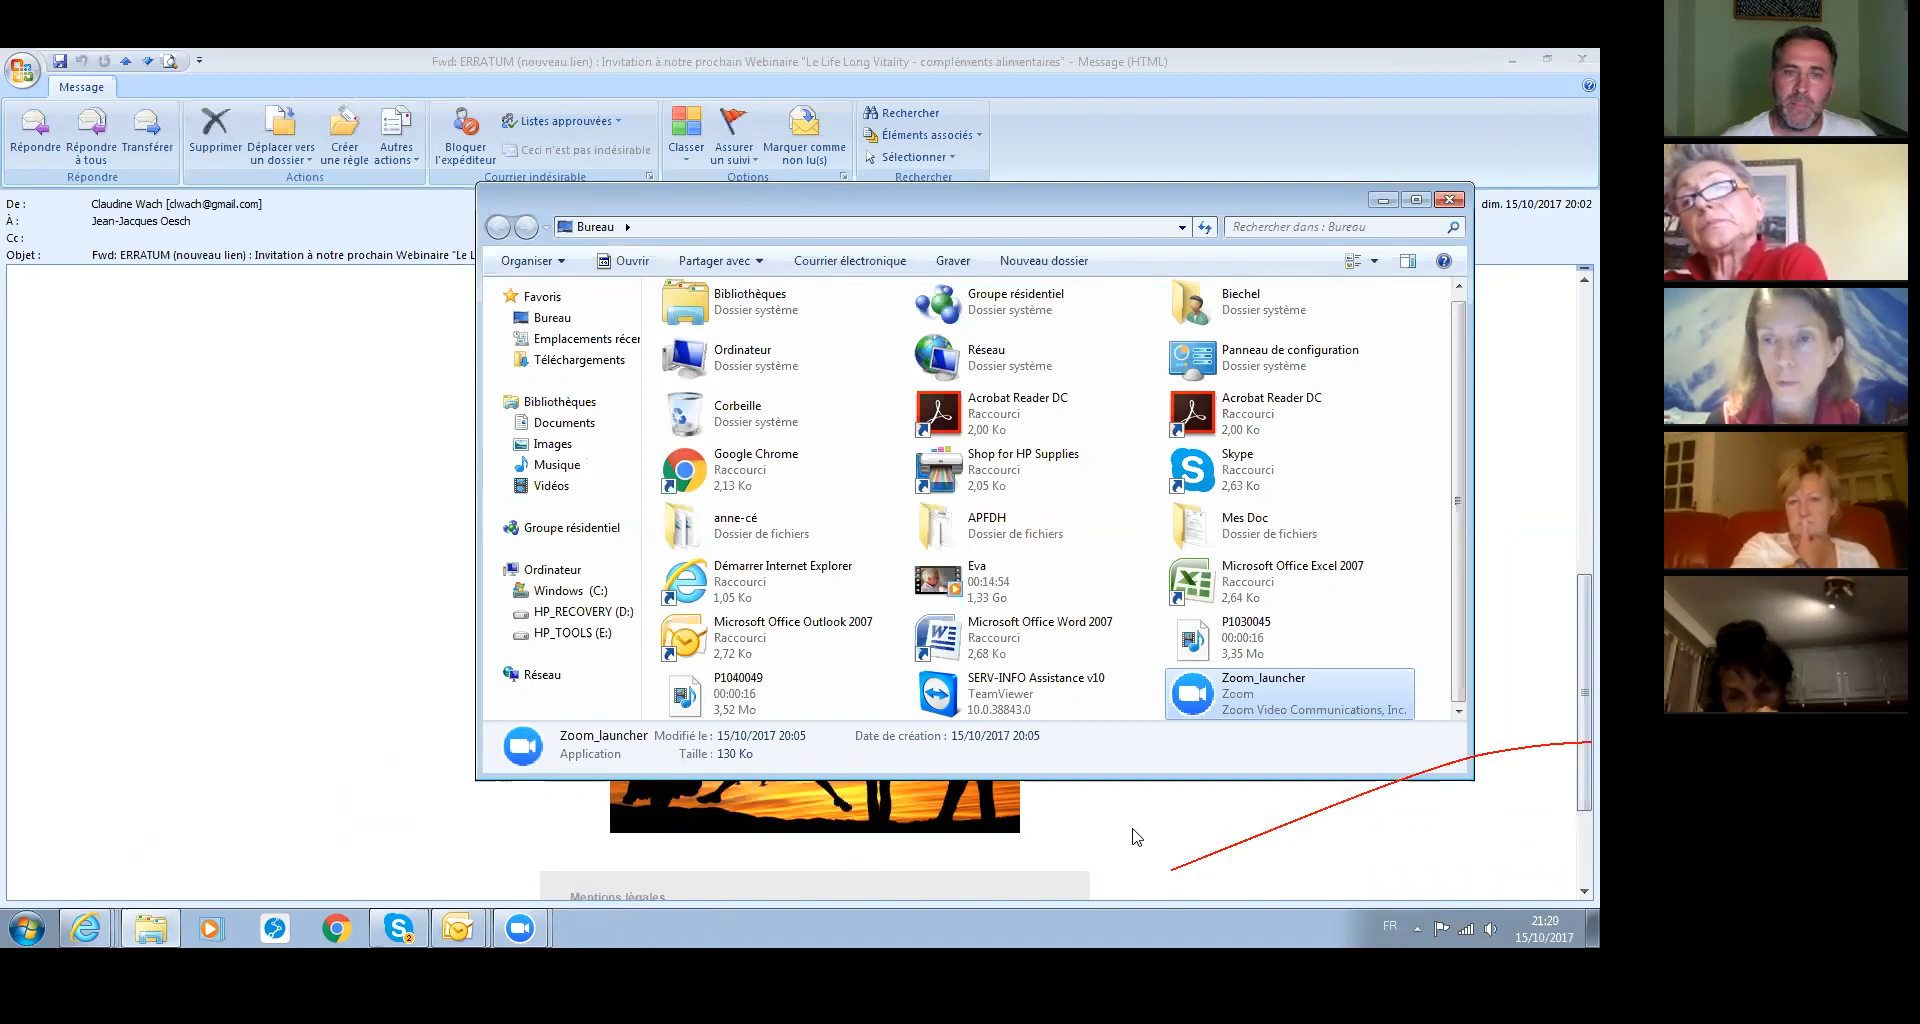 Fwd: ERRATUM (nouveau lien) : Invitation à notre prochain Webinaire "Le Life Long Vitality - compléments alimentaires" - Message (HTML)
Message
Répondre
Répondre à tous
Transférer
Répondre
Supprimer
Déplacer vers un dossier
Créer une règle
Autres actions
Actions
Bloquer l'expéditeur
Listes approuvées
Ceci n'est pas indésirable
Courrier indésirable
Classer
Assurer un suivi
Marquer comme non lu(s)
Options
Rechercher
Éléments associés
Sélectionner
Rechercher
De : Claudine Wach [clwach@gmail.com]
dim. 15/10/2017 20:02
À : Jean-Jacques Oesch
Cc :
Objet : Fwd: ERRATUM (nouveau lien) : Invitation à notre prochain Webinaire "Le L
Bureau
Rechercher dans : Bureau
Organiser
Ouvrir
Partager avec
Courrier électronique
Graver
Nouveau dossier
Favoris
Bureau
Emplacements récer
Téléchargements
Bibliothèques
Documents
Images
Musique
Vidéos
Groupe résidentiel
Ordinateur
Windows (C:)
HP_RECOVERY (D:)
HP_TOOLS (E:)
Réseau
Bibliothèques
Dossier système
Groupe résidentiel
Dossier système
Biechel
Dossier système
Ordinateur
Dossier système
Réseau
Dossier système
Panneau de configuration
Dossier système
Corbeille
Dossier système
Acrobat Reader DC
Raccourci
2,00 Ko
Acrobat Reader DC
Raccourci
2,00 Ko
Google Chrome
Raccourci
2,13 Ko
Shop for HP Supplies
Raccourci
2,05 Ko
Skype
Raccourci
2,63 Ko
anne-cé
Dossier de fichiers
APFDH
Dossier de fichiers
Mes Doc
Dossier de fichiers
Démarrer Internet Explorer
Raccourci
1,05 Ko
Eva
00:14:54
1,33 Go
Microsoft Office Excel 2007
Raccourci
2,64 Ko
Microsoft Office Outlook 2007
Raccourci
2,72 Ko
Microsoft Office Word 2007
Raccourci
2,68 Ko
P1030045
00:00:16
3,35 Mo
P1040049
00:00:16
3,52 Mo
SERV-INFO Assistance v10
TeamViewer
10.0.38843.0
Zoom_launcher
Zoom
Zoom Video Communications, Inc.
Zoom_launcher Modifié le : 15/10/2017 20:05 Date de création : 15/10/2017 20:05
Application Taille : 130 Ko
Mentions légales
FR
21:29
15/10/2017